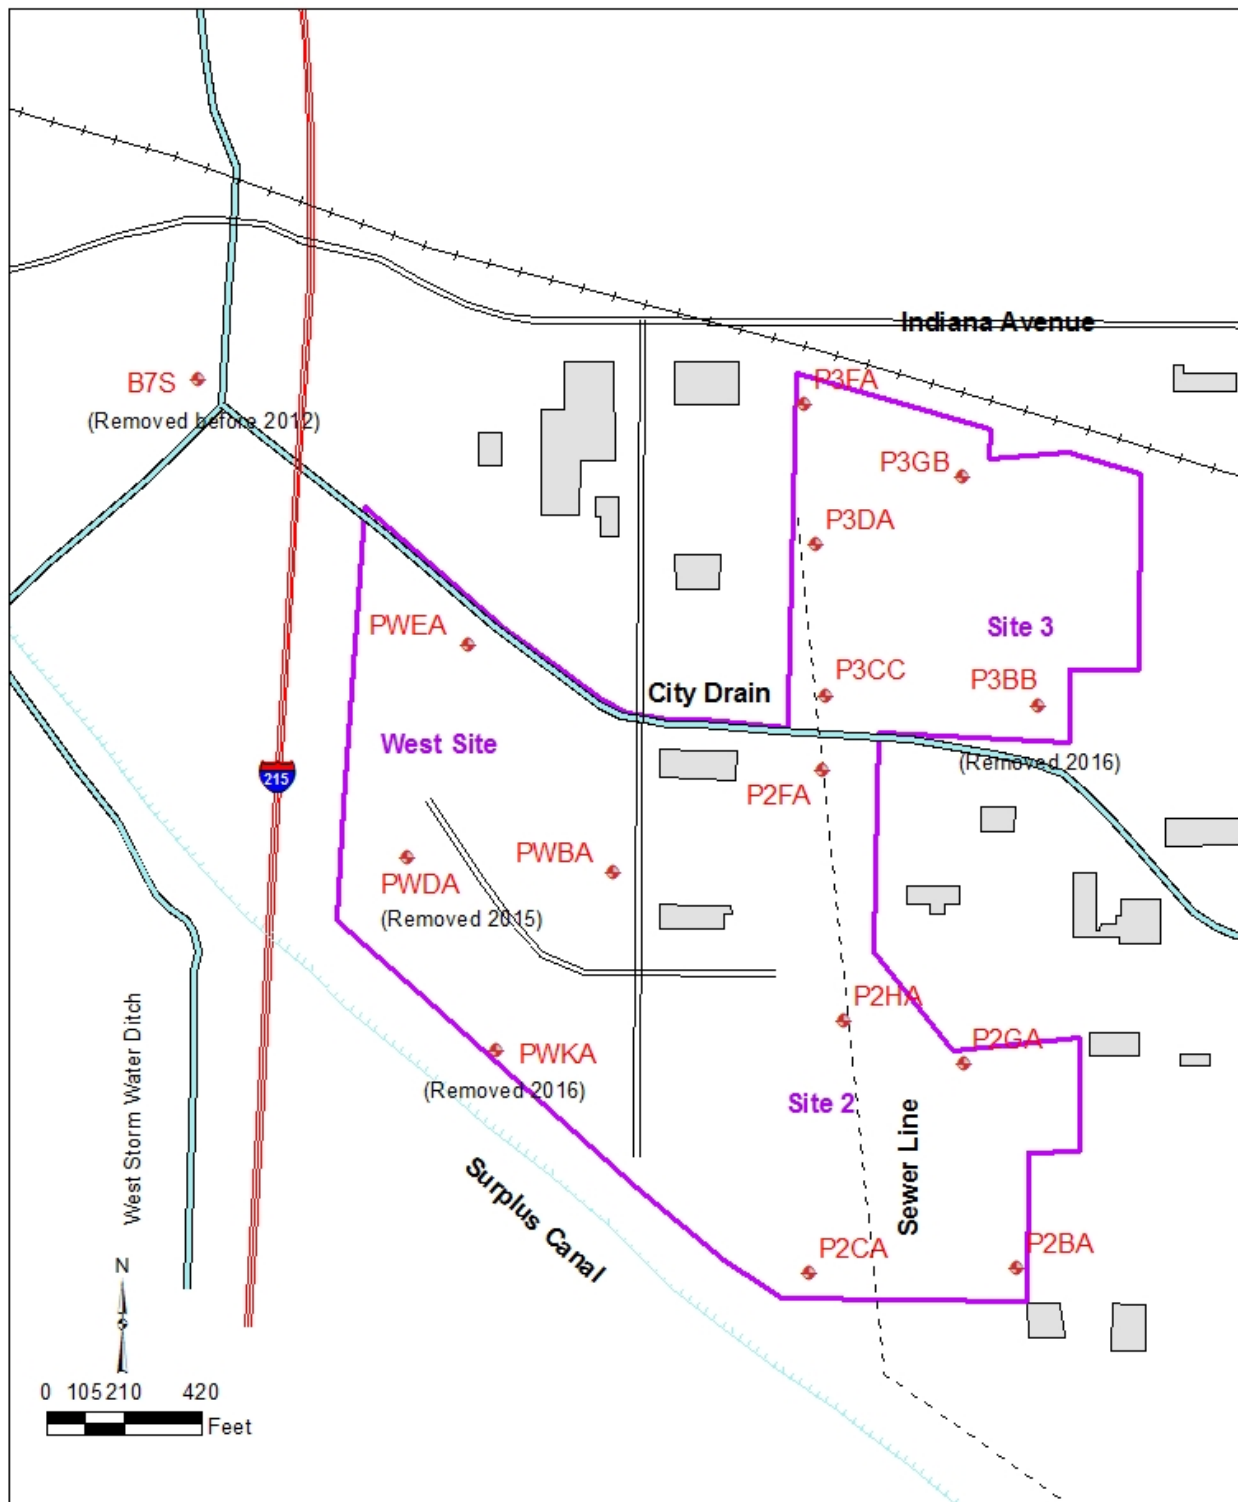 Indiana Avenue
B7S
(Removed before 2012)
P3FA
P3GB
P3DA
PWEA
Site 3
P3CC
P3BB
City Drain
West Site
(Removed 2016)
215
P2FA
PWBA
PWDA
(Removed 2015)
P2HA
P2GA
PWKA
(Removed 2016)
Site 2
West Storm Water Ditch
Sewer Line
Surplus Canal
P2CA
P2BA
N
0 105 210 420
Feet